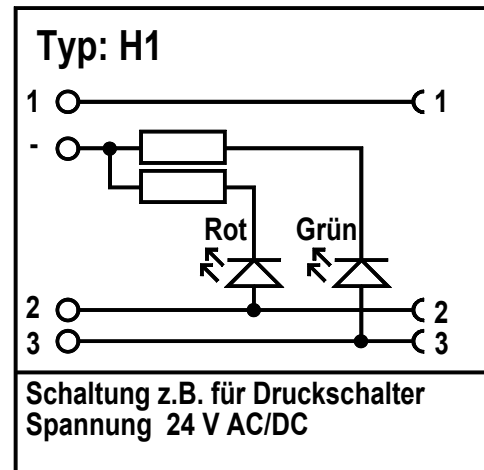 Typ: H1
1 1
-
Rot Grün
2 2
3 3
Schaltung z.B. für Druckschalter
Spannung 24 V AC/DC